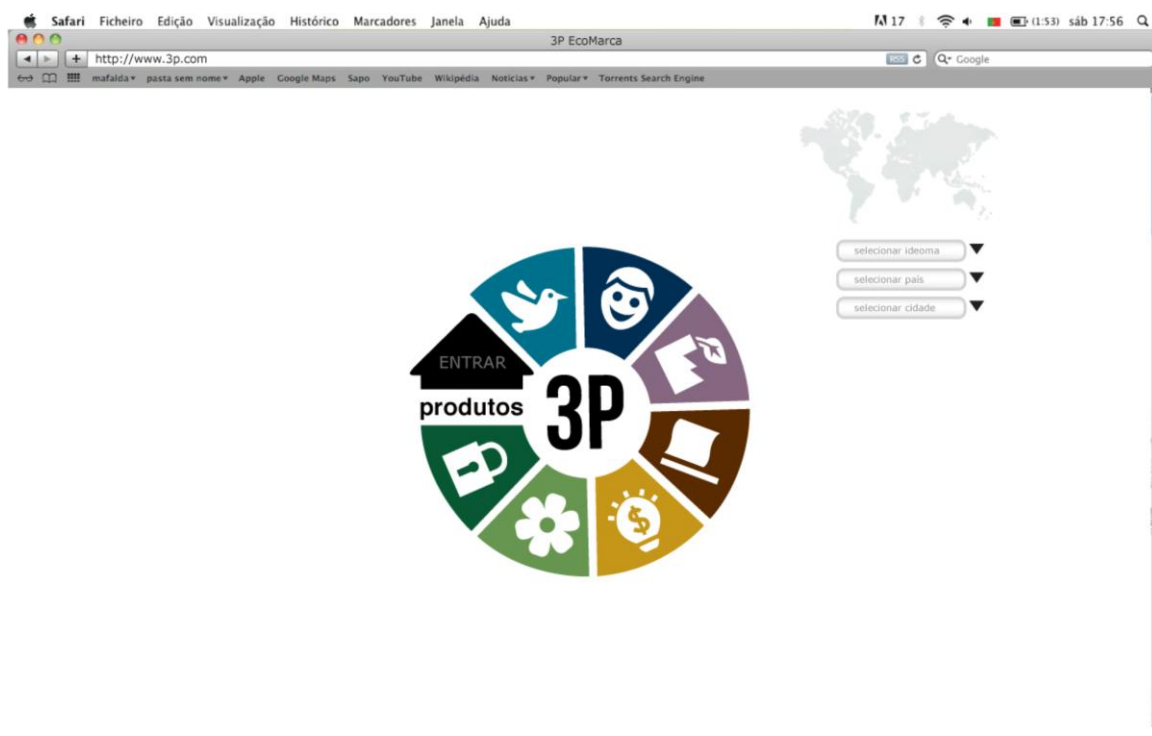 Safari Ficheiro Edição Visualização Histórico Marcadores Janela Ajuda 17 (1:53) sáb 17:56
3P EcoMarca
+ http://www.3p.com RSS Google
mafalda pasta sem nome Apple Google Maps Sapo YouTube Wikipédia Notícias Popular Torrents Search Engine
selecionar ideoma
selecionar país
selecionar cidade
ENTRAR
produtos
3P
$